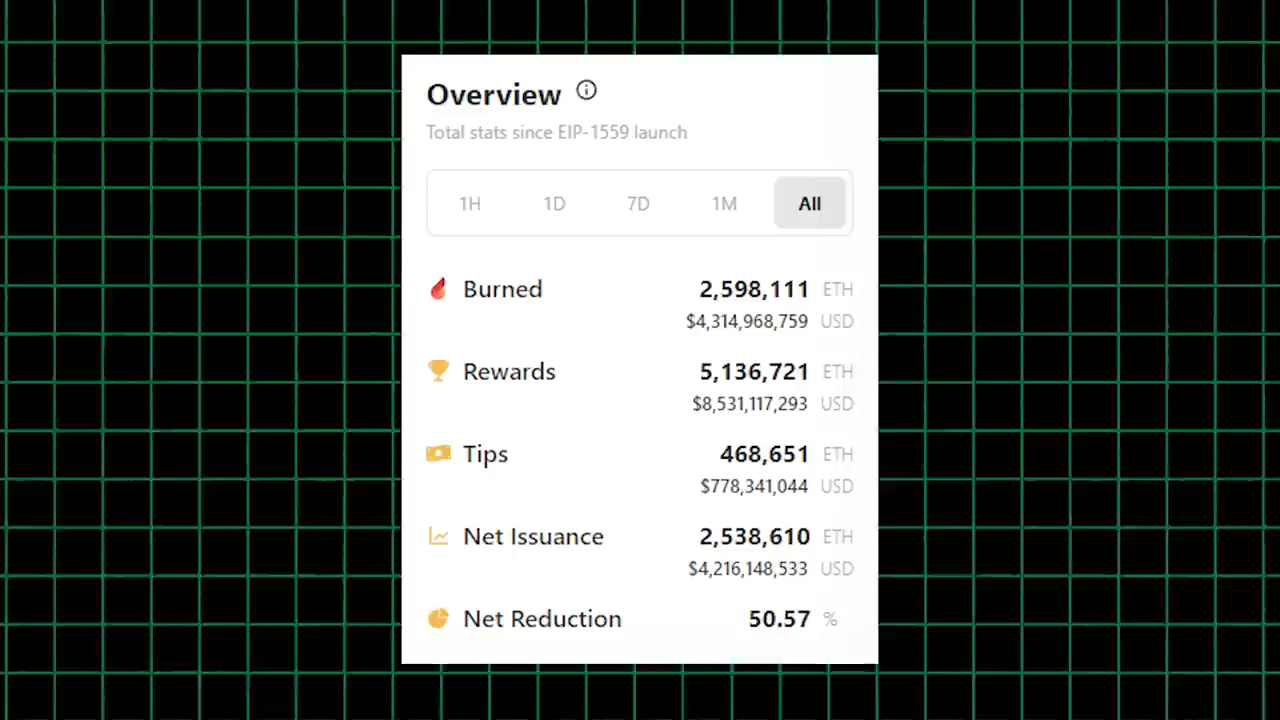 Overview
Total stats since EIP-1559 launch
1H 1D 7D 1M All
Burned 2,598,111 ETH
$4,314,968,759 USD
Rewards 5,136,721 ETH
$8,531,117,293 USD
Tips 468,651 ETH
$778,341,044 USD
Net Issuance 2,538,610 ETH
$4,216,148,533 USD
Net Reduction 50.57 %